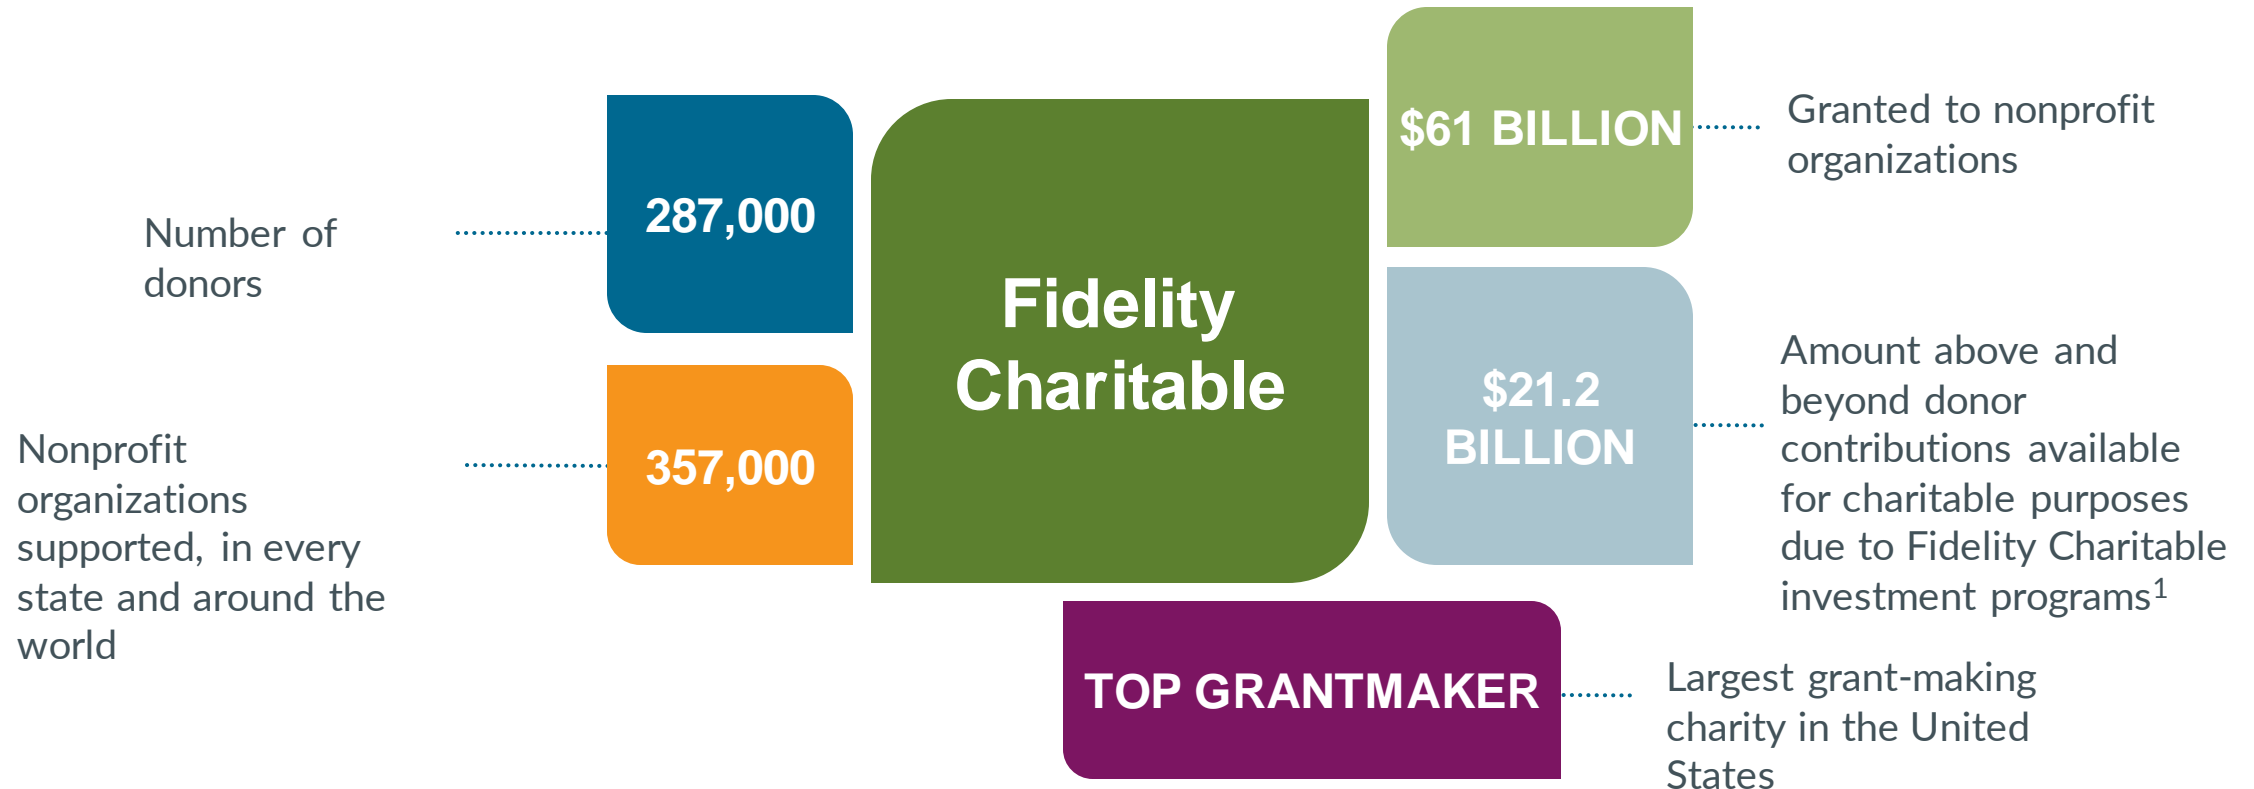 287,000
Number of
donors
357,000
Nonprofit
organizations
supported, in every
state and around the
world
Fidelity
Charitable
$61 BILLION
Granted to nonprofit
organizations
$21.2
BILLION
Amount above and
beyond donor
contributions available
for charitable purposes
due to Fidelity Charitable
investment programs¹
TOP GRANTMAKER
Largest grant-making
charity in the United
States